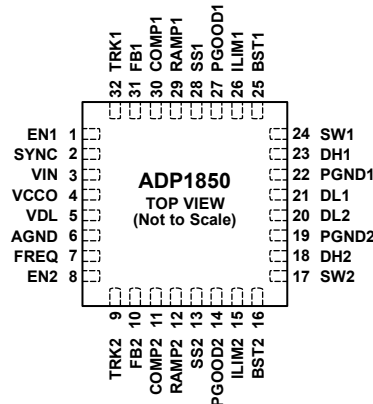 32 TRK1
31 FB1
30 COMP1
29 RAMP1
28 SS1
27 PGOOD1
26 ILIM1
25 BST1
EN1 1
SYNC 2
VIN 3
VCCO 4
VDL 5
AGND 6
FREQ 7
EN2 8
ADP1850
TOP VIEW
(Not to Scale)
24 SW1
23 DH1
22 PGND1
21 DL1
20 DL2
19 PGND2
18 DH2
17 SW2
TRK2 9
FB2 10
COMP2 11
RAMP2 12
SS2 13
PGOOD2 14
ILIM2 15
BST2 16